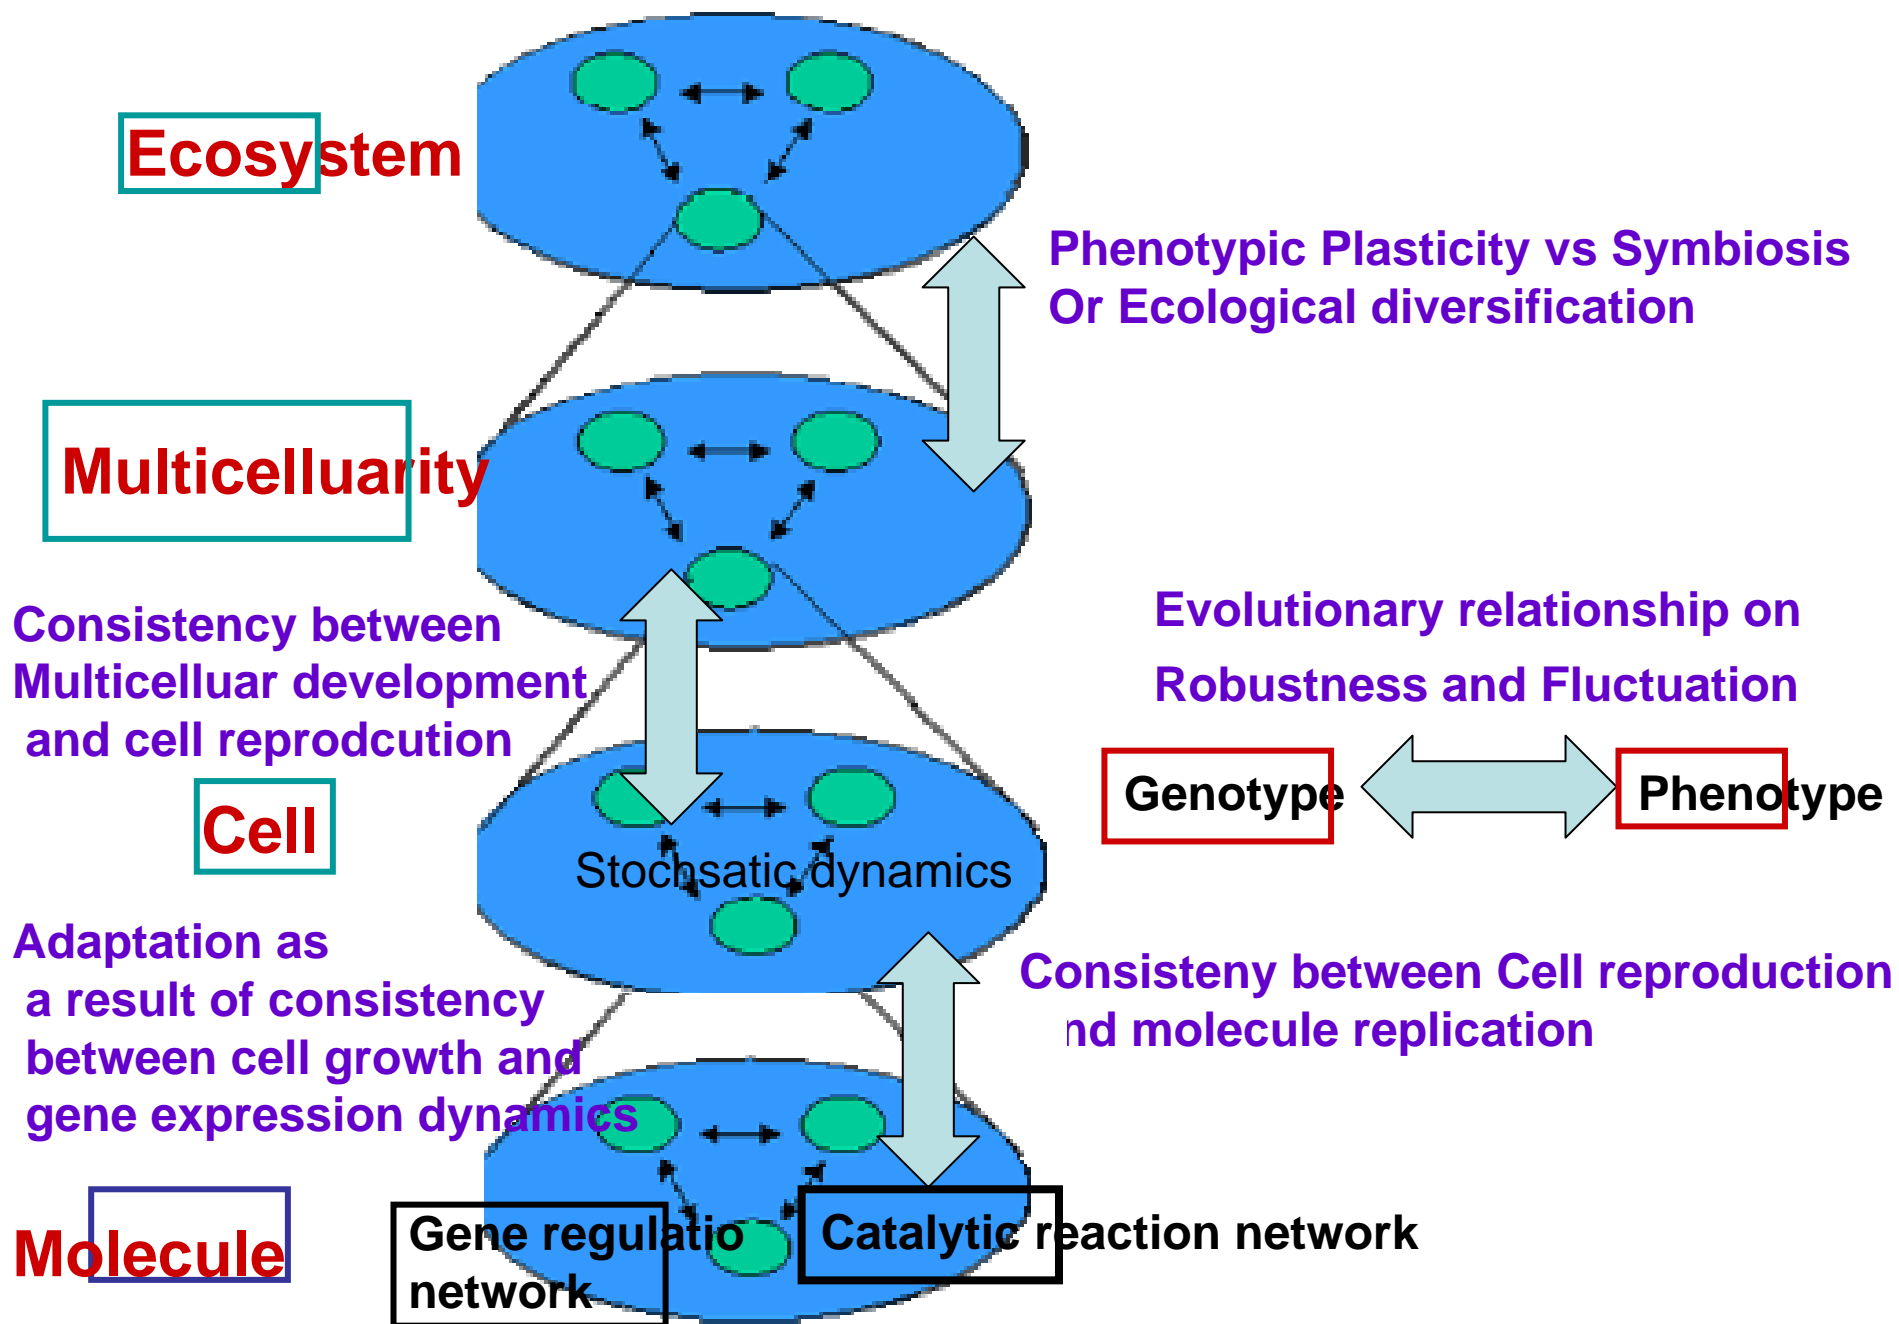 Ecosystem
Phenotypic Plasticity vs Symbiosis
Or Ecological diversification
Multicelluarity
Consistency between
Multicelluar development
and cell reprodcution
Evolutionary relationship on
Robustness and Fluctuation
Genotype
Phenotype
Cell
Stochsatic dynamics
Adaptation as
a result of consistency
between cell growth and
gene expression dynamics
Consisteny between Cell reproduction
nd molecule replication
Molecule
Gene regulatio
network
Catalytic reaction network